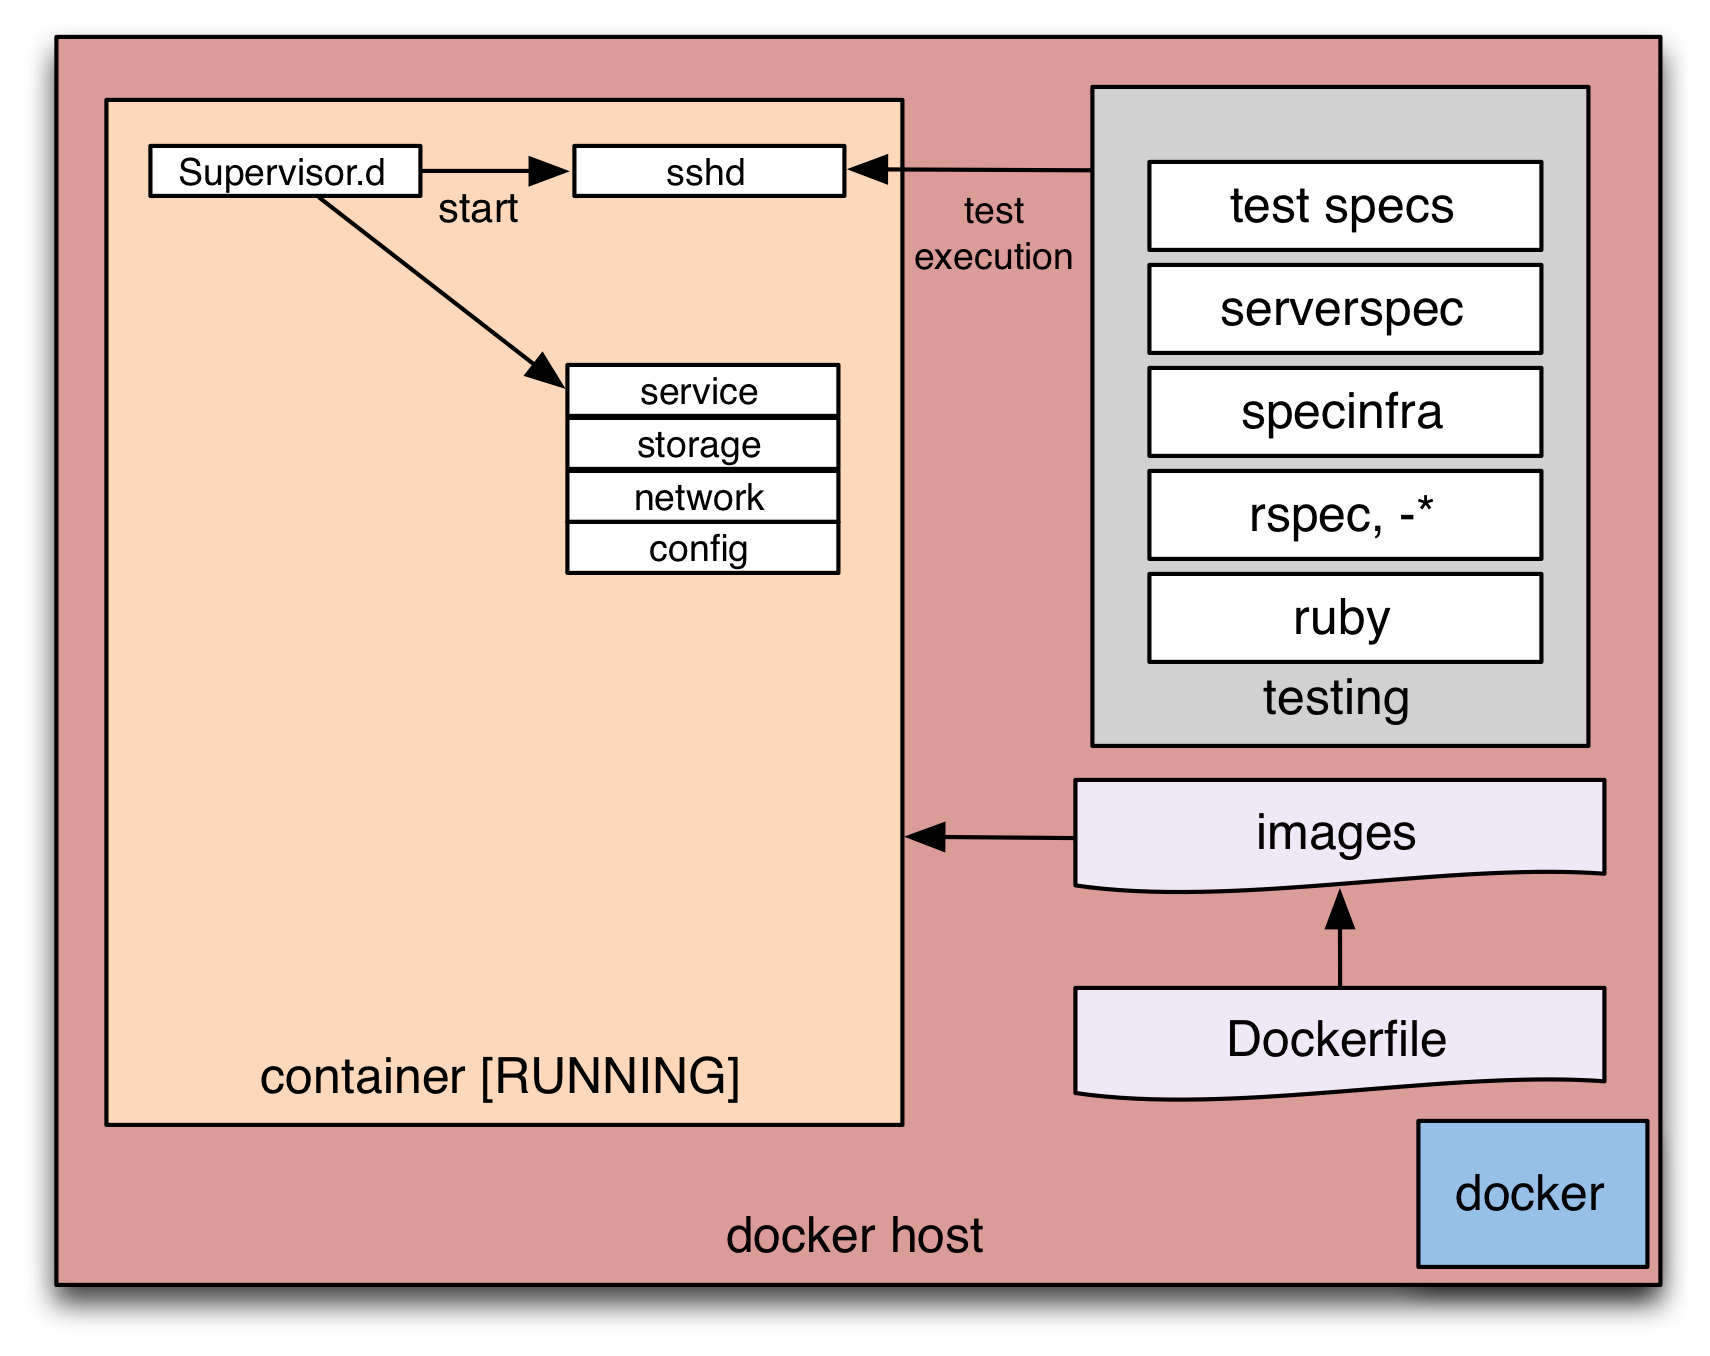 Supervisor.d
start
sshd
test
execution
service
storage
network
config
container [RUNNING]
test specs
serverspec
specinfra
rspec, -*
ruby
testing
images
Dockerfile
docker
docker host